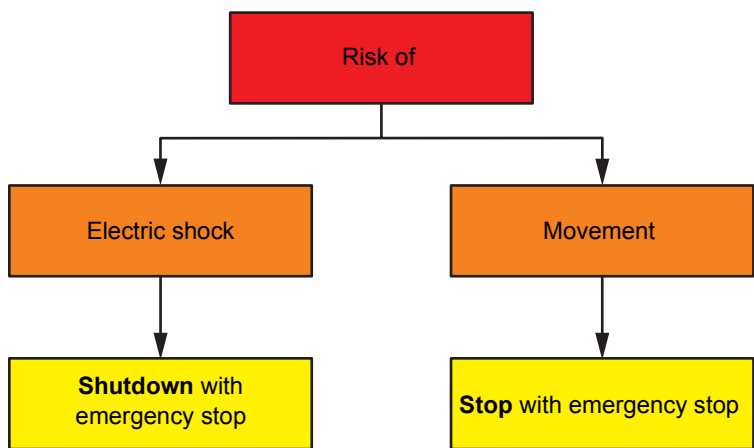 Risk of
Electric shock
Movement
Shutdown with
emergency stop
Stop with emergency stop